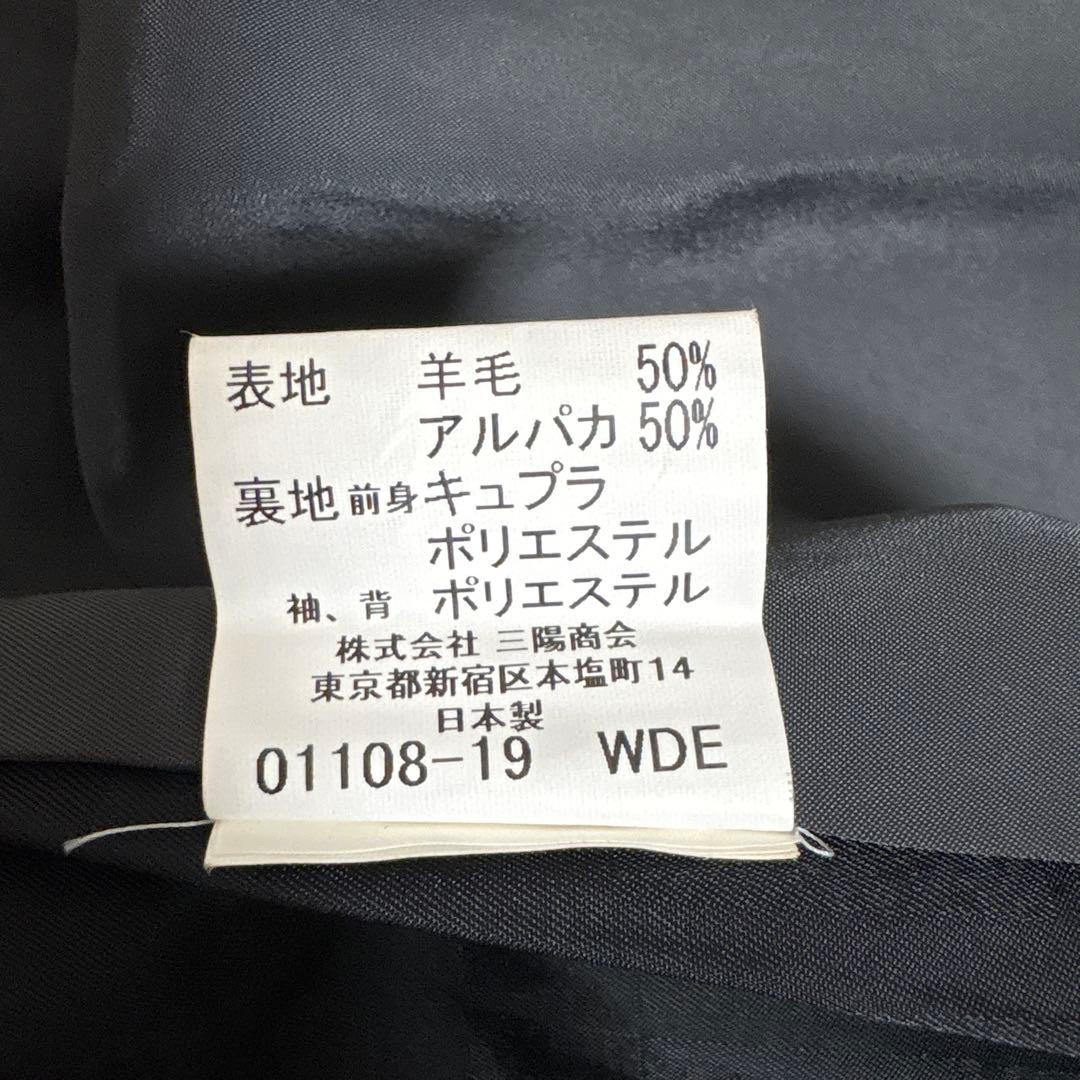 表地 羊毛 50%
アルパカ 50%
裏地 前身 キュプラ
ポリエステル
袖、背 ポリエステル
株式会社 三陽商会
東京都新宿区本塩町14
日本製
01108-19 WDE